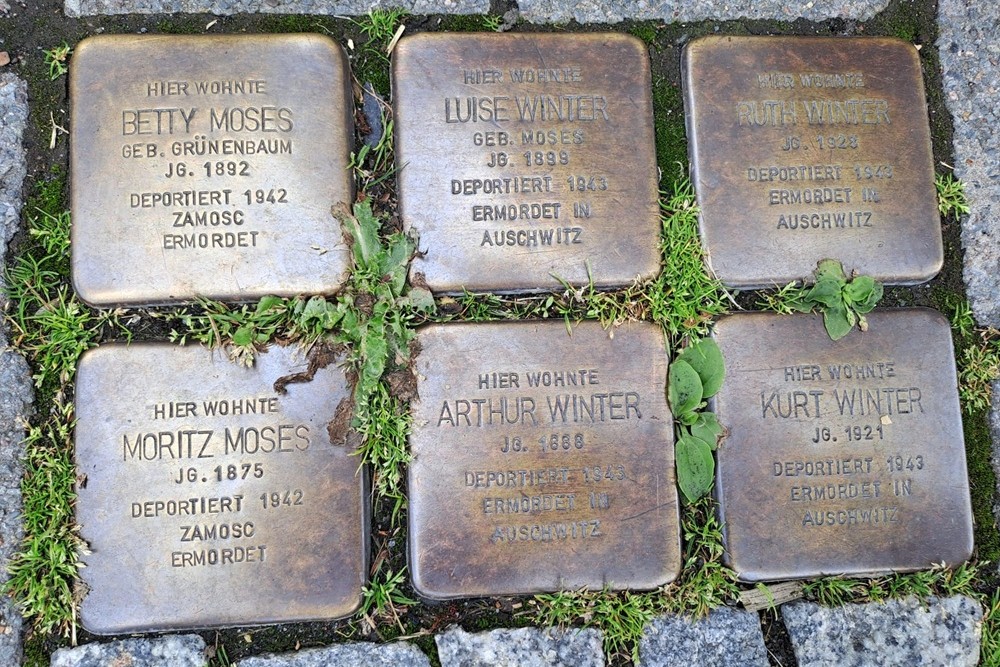 HIER WOHNTE
BETTY MOSES
GEB. GRÜNENBAUM
JG. 1892
DEPORTIERT 1942
ZAMOSC
ERMORDET
HIER WOHNTE
LUISE WINTER
GEB. MOSES
JG. 1899
DEPORTIERT 1943
ERMORDET IN
AUSCHWITZ
HIER WOHNTE
RUTH WINTER
JG. 1928
DEPORTIERT 1943
ERMORDET IN
AUSCHWITZ
HIER WOHNTE
MORITZ MOSES
JG. 1875
DEPORTIERT 1942
ZAMOSC
ERMORDET
HIER WOHNTE
ARTHUR WINTER
JG. 1888
DEPORTIERT 1943
ERMORDET IN
AUSCHWITZ
HIER WOHNTE
KURT WINTER
JG. 1921
DEPORTIERT 1943
ERMORDET IN
AUSCHWITZ